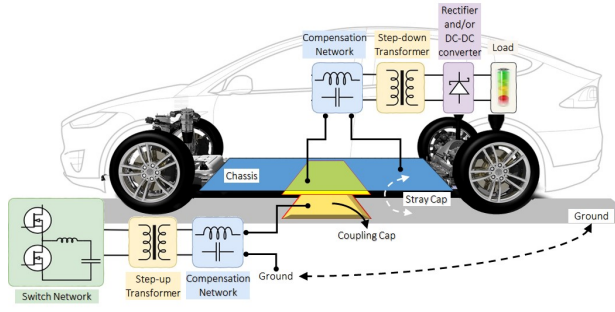 Rectifier
and/or
DC-DC
converter
Compensation
Network
Step-down
Transformer
Load
Chassis
Stray Cap
Ground
Coupling Cap
Ground
Switch Network
Step-up
Transformer
Compensation
Network